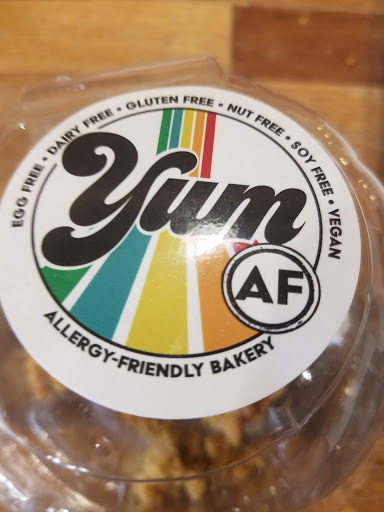 EGG FREE • DAIRY FREE • GLUTEN FREE • NUT FREE • SOY FREE • VEGAN
Yum
AF
ALLERGY-FRIENDLY BAKERY